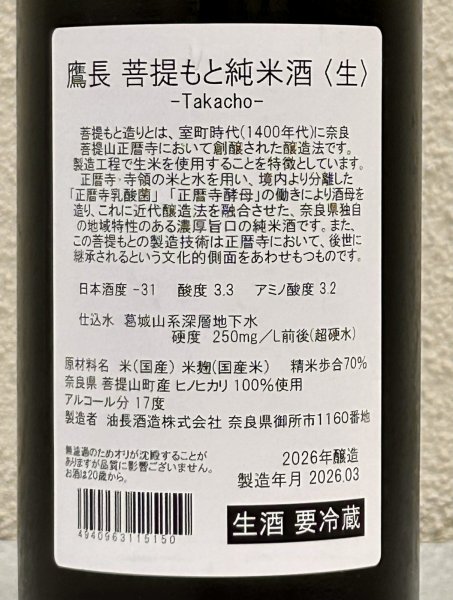 鷹長 菩提もと純米酒〈生〉
-Takacho-
菩提もと造りとは、室町時代(1400年代)に奈良
菩提山正暦寺において創醸された醸造法です。
製造工程で生米を使用することを特徴としています。
正暦寺・寺領の米と水を用い、境内より分離した
「正暦寺乳酸菌」「正暦寺酵母」の働きにより酒母を
造り、これに近代醸造法を融合させた、奈良県独自
の地域特性のある濃厚旨口の純米酒です。また、
この菩提もとの製造技術は正暦寺において、後世に
継承されるという文化的側面をあわせもつものです。
日本酒度 -31 酸度 3.3 アミノ酸度 3.2
仕込水 葛城山系深層地下水
硬度 250mg/L前後(超硬水)
原材料名 米(国産) 米麹(国産米) 精米歩合70%
奈良県 菩提山町産 ヒノヒカリ 100%使用
アルコール分 17度
製造者 油長酒造株式会社 奈良県御所市1160番地
無濾過のためオリが沈殿することが
ありますが品質に影響ございません。
お酒は20歳から。
2026年醸造
製造年月 2026.03
4940963115150
生酒 要冷蔵